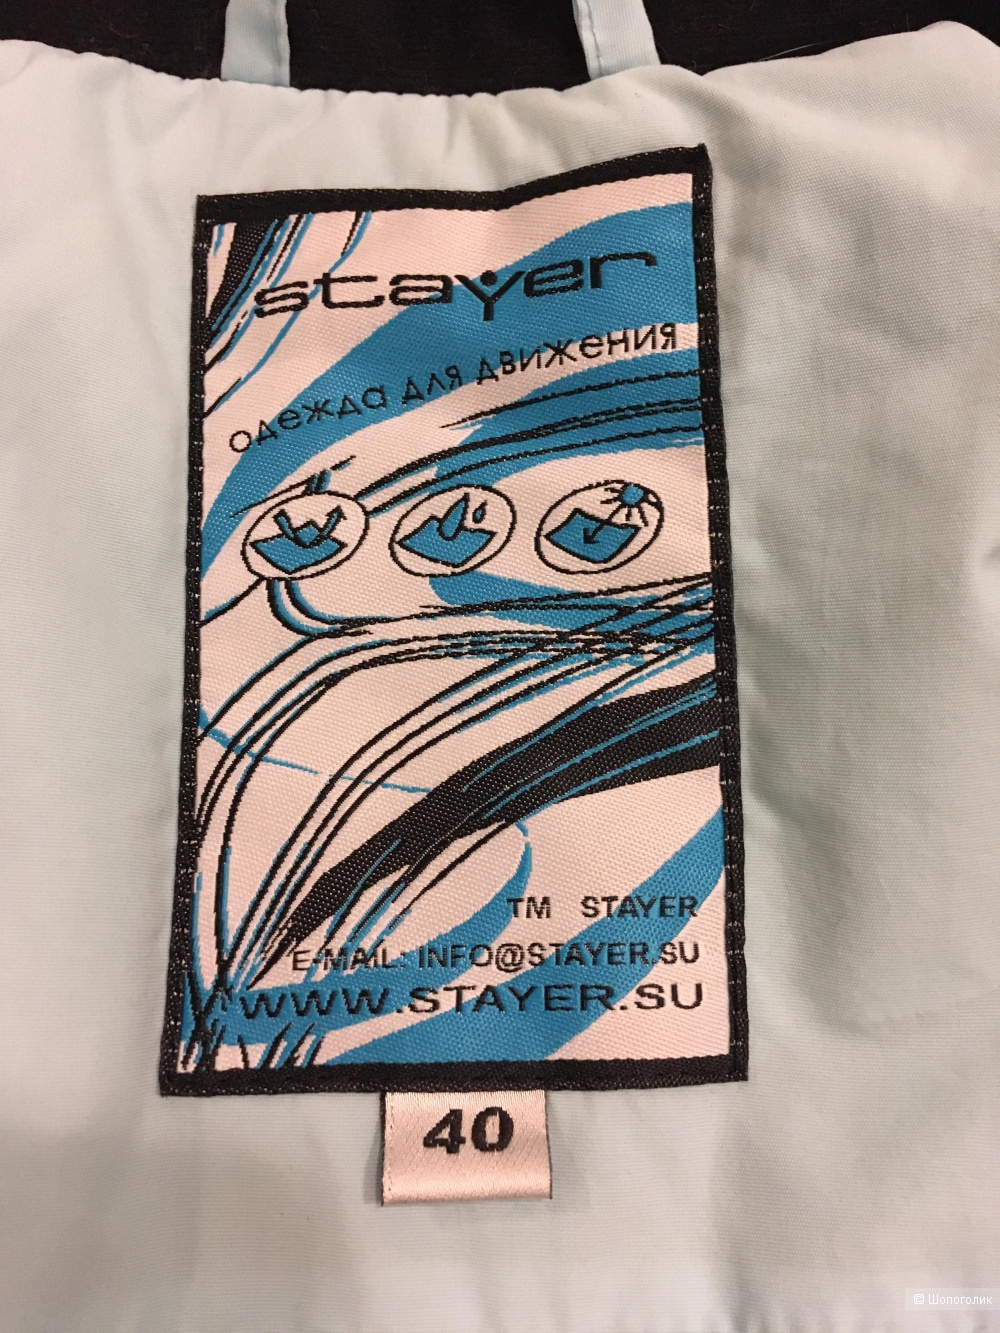 stayer
одежда для движения
TM STAYER
E-MAIL: INFO@STAYER.SU
WWW.STAYER.SU
40
© Шопоголик